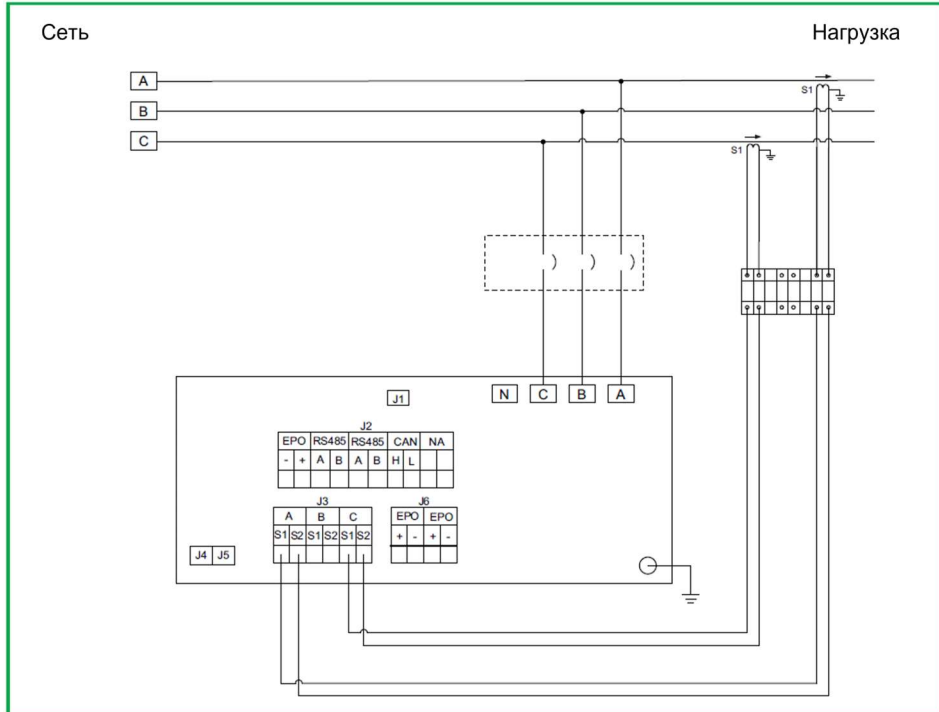 Сеть Нагрузка
A
S1
B
C
S1
N C B A
J1
J2
EPO RS485 RS485 CAN NA
- + A B A B H L
J3 J6
A B C EPO EPO
S1 S2 S1 S2 S1 S2 + - + -
J4 J5